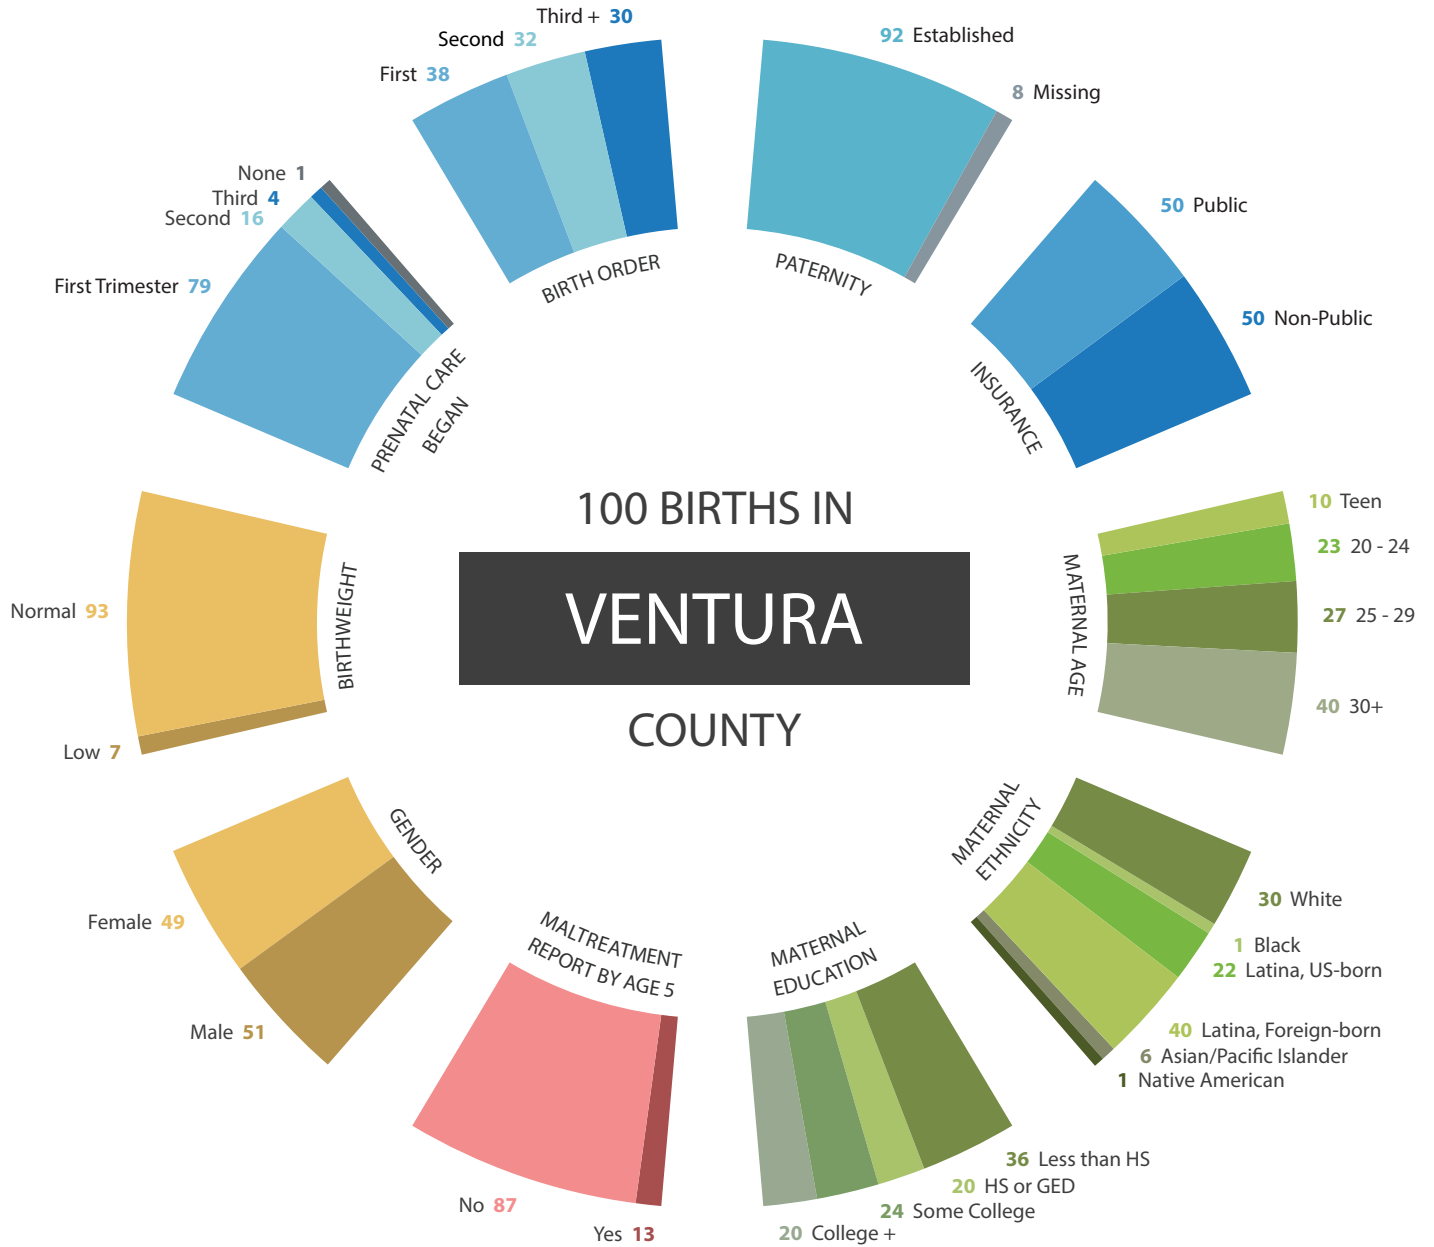 Third + 30
Second 32
First 38
BIRTH ORDER
92 Established
8 Missing
PATERNITY
50 Public
50 Non-Public
INSURANCE
10 Teen
23 20 - 24
27 25 - 29
40 30+
MATERNAL AGE
30 White
1 Black
22 Latina, US-born
40 Latina, Foreign-born
6 Asian/Pacific Islander
1 Native American
MATERNAL
ETHNICITY
36 Less than HS
20 HS or GED
24 Some College
20 College +
MATERNAL
EDUCATION
MALTREATMENT
REPORT BY AGE 5
No 87
Yes 13
GENDER
Female 49
Male 51
BIRTHWEIGHT
Normal 93
Low 7
None 1
Third 4
Second 16
First Trimester 79
PRENATAL CARE
BEGAN
100 BIRTHS IN
VENTURA
COUNTY